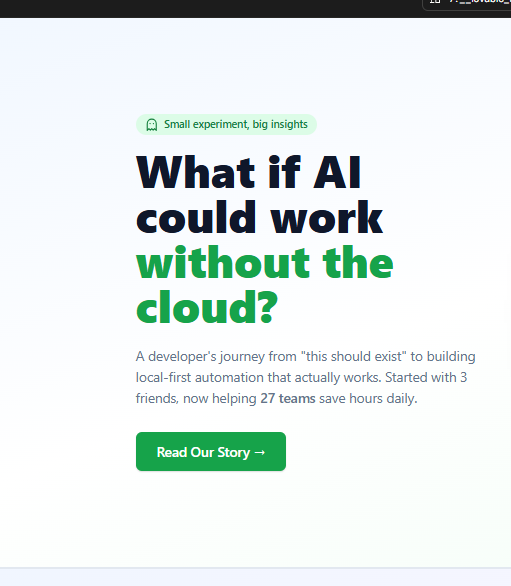 Small experiment, big insights
What if AI
could work
without the
cloud?
A developer's journey from "this should exist" to building
local-first automation that actually works. Started with 3
friends, now helping 27 teams save hours daily.
Read Our Story →